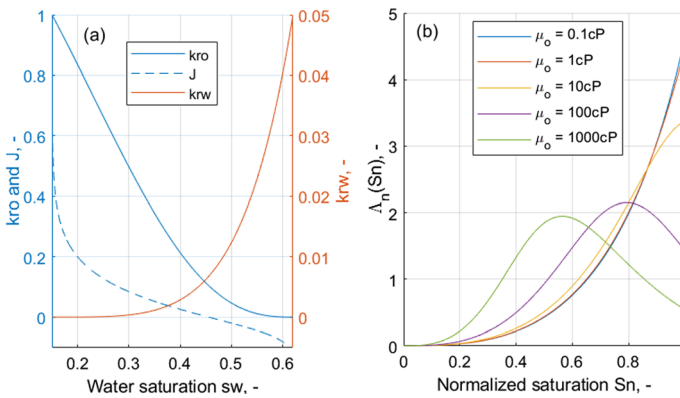 (a)
kro
J
krw
1
0.8
0.6
0.4
0.2
0
kro and J, -
0.05
0.04
0.03
0.02
0.01
0
krw, -
0.2 0.3 0.4 0.5 0.6
Water saturation sw, -
(b)
μo = 0.1cP
μo = 1cP
μo = 10cP
μo = 100cP
μo = 1000cP
5
4
3
2
1
0
Λn(Sn), -
0 0.2 0.4 0.6 0.8
Normalized saturation Sn, -